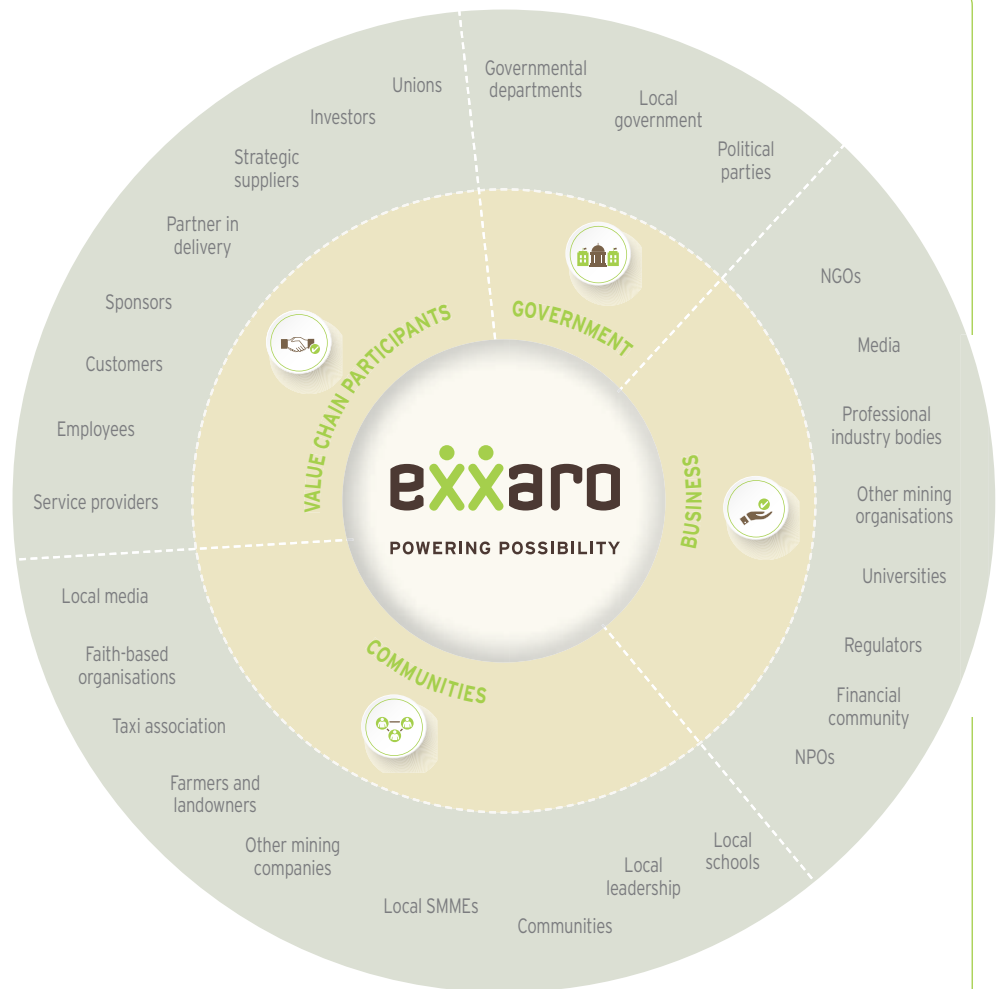 Unions
Investors
Strategic
suppliers
Partner in
delivery
Sponsors
Customers
Employees
Service providers
VALUE CHAIN PARTICIPANTS
Governmental
departments
Local
government
Political
parties
GOVERNMENT
NGOs
Media
Professional
industry bodies
Other mining
organisations
Universities
Regulators
Financial
community
NPOs
BUSINESS
exxaro
POWERING POSSIBILITY
COMMUNITIES
Local media
Faith-based
organisations
Taxi association
Farmers and
landowners
Other mining
companies
Local SMMEs
Communities
Local
leadership
Local
schools